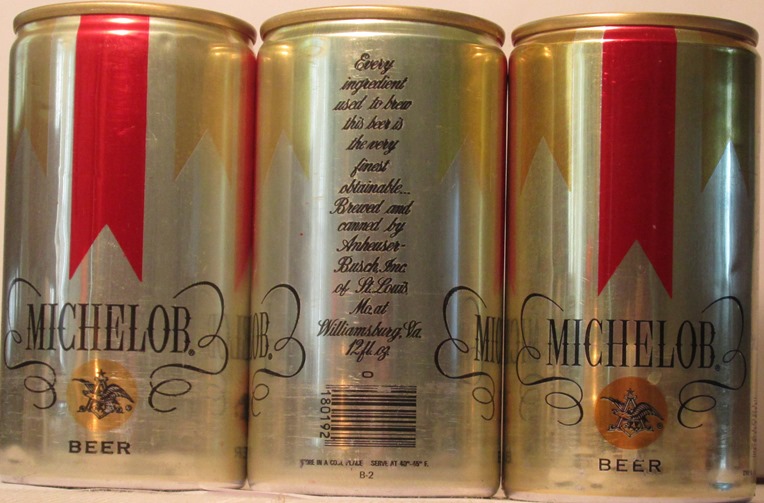 MICHELOB®
BEER
Every
ingredient
used to brew
this beer is
the very
finest
obtainable...
Brewed and
canned by
Anheuser-
Busch, Inc.
of St. Louis
Mo. at
Williamsburg, Va.
12 fl. oz.
O
180192
STORE IN A COOL PLACE SERVE AT 40°-
B-2
OB.
MIC
MICHELOB®
BEER